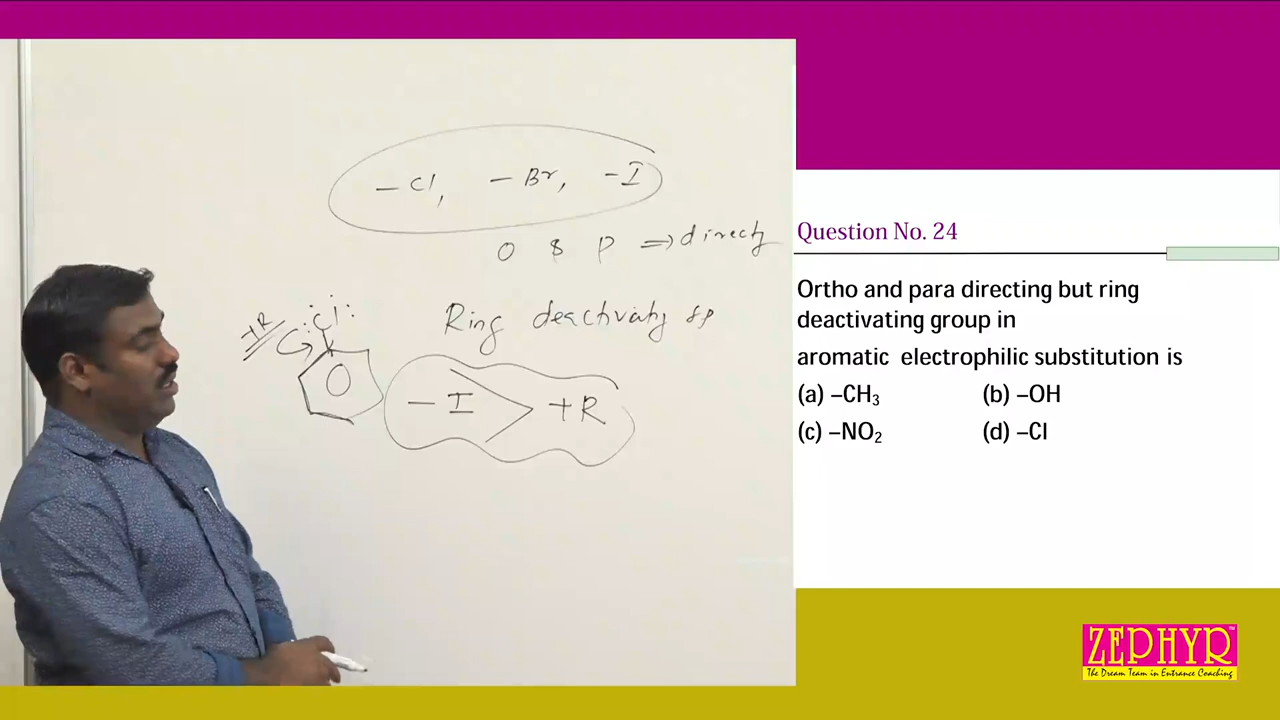 – Cl, – Br, – I
O & P ⇒ directy
:Cl:
+R
Ring deactivaty gp
– I > +R
Question No. 24
Ortho and para directing but ring
deactivating group in
aromatic electrophilic substitution is
(a) –CH₃ (b) –OH
(c) –NO₂ (d) –Cl
ZEPHYR™
The Dream Team in Entrance Coaching